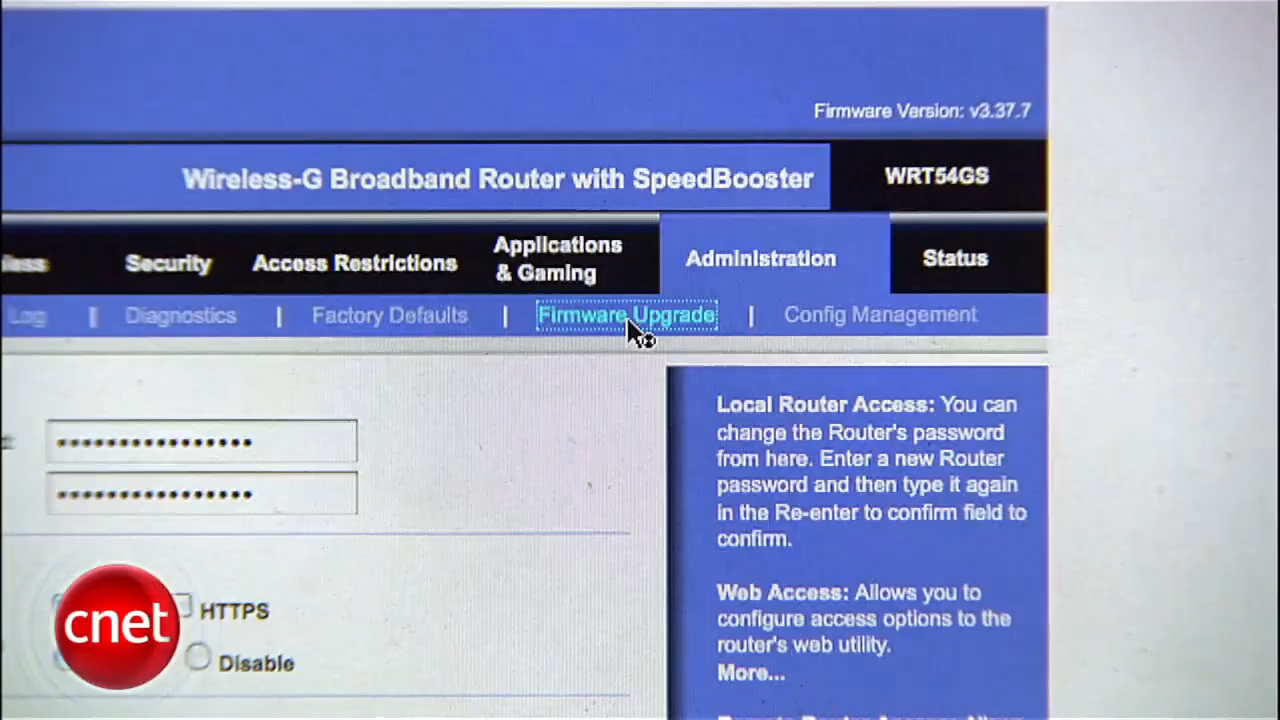 Firmware Version: v3.37.7
Wireless-G Broadband Router with SpeedBooster
WRT54GS
Security
Access Restrictions
Applications
& Gaming
Administration
Status
Log | Diagnostics | Factory Defaults | Firmware Upgrade | Config Management
Local Router Access: You can
change the Router's password
from here. Enter a new Router
password and then type it again
in the Re-enter to confirm field to
confirm.
Web Access: Allows you to
configure access options to the
router's web utility.
More...
HTTPS
Disable
cnet